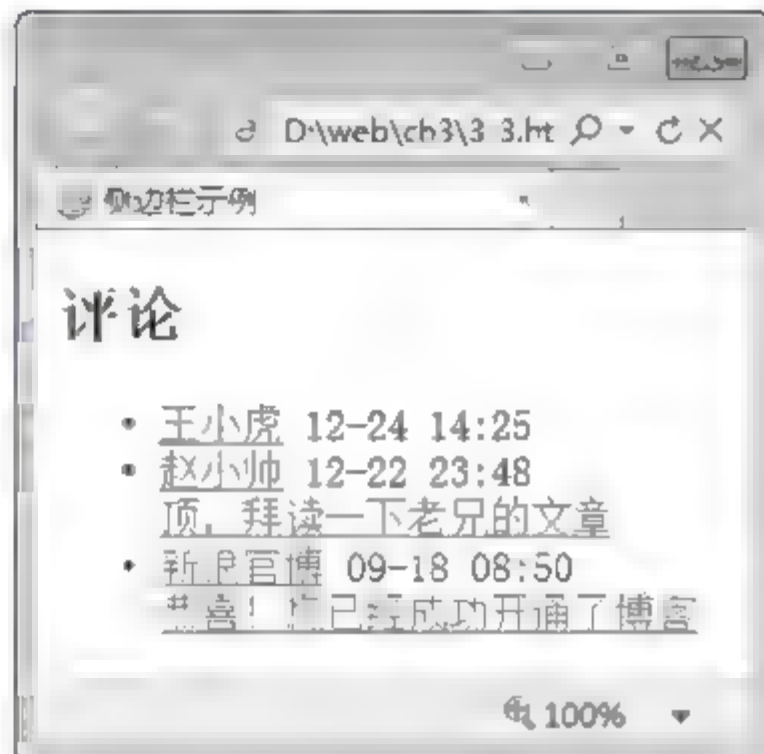 D:\web\ch3\3 3.ht
侧边栏示例
评论
• 王小虎 12-24 14:25
• 赵小帅 12-22 23:48
顶，拜读一下老兄的文章
• 新浪官博 09-18 08:50
恭喜！您已经成功开通了博客
100%